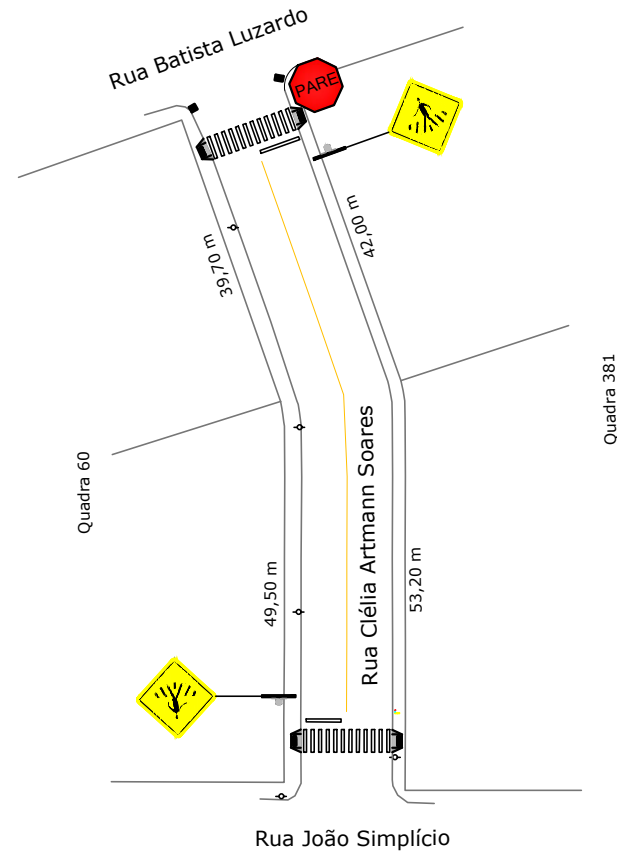 Rua Batista Luzardo
PARE
42,00 m
39,70 m
Quadra 381
Quadra 60
Rua Clélia Artmann Soares
49,50 m
53,20 m
Rua João Simplício